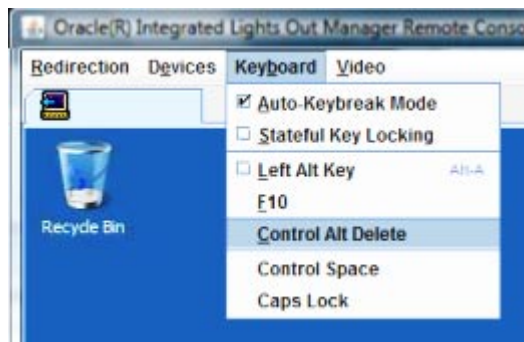 Oracle(R) Integrated Lights Out Manager Remote Conso
Redirection Devices Keyboard Video
Auto-Keybreak Mode
Stateful Key Locking
Left Alt Key Alt-A
F10
Control Alt Delete
Control Space
Caps Lock
Recycle Bin